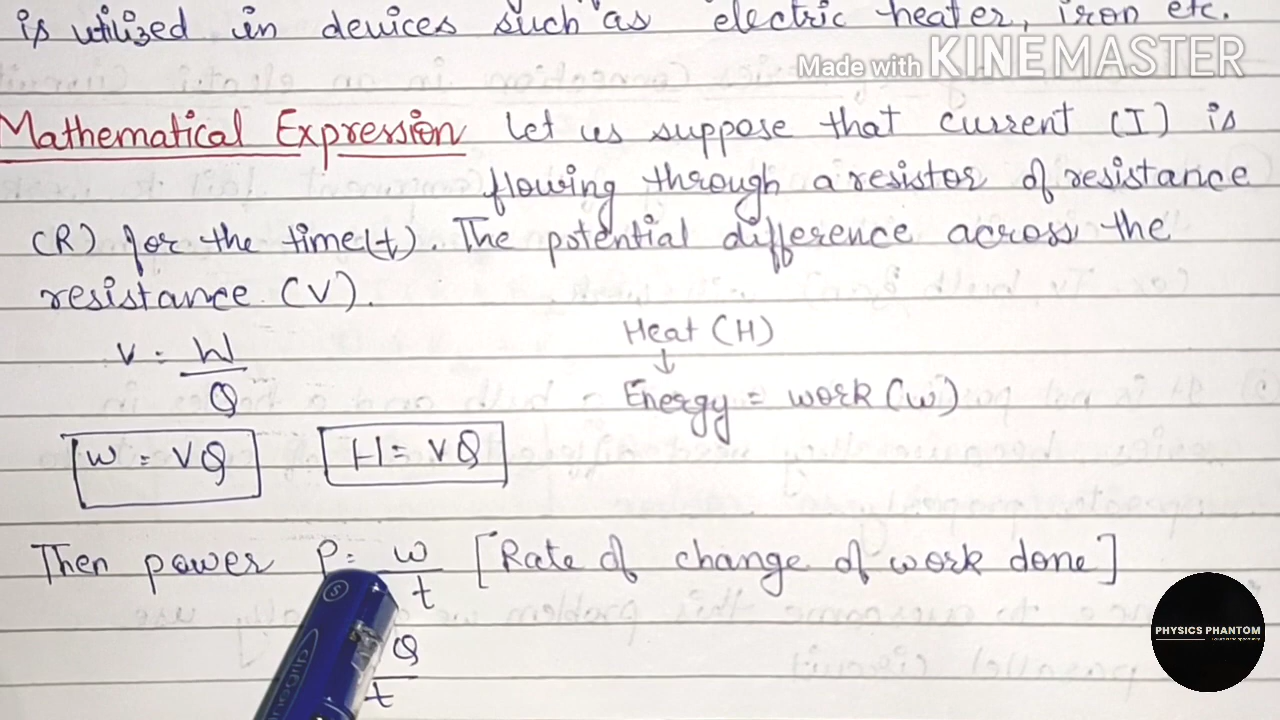 is utilized in devices such as electric heater, iron etc.
Made with KINEMASTER
Mathematical Expression Let us suppose that current (I) is
flowing through a resistor of resistance
(R) for the time(t). The potential difference across the
resistance (V).
V = W
Q
Heat (H)
↓
Energy = work (w)
W = VQ
H = VQ
Then power P = w [Rate of change of work done]
t
Q
t
PHYSICS PHANTOM